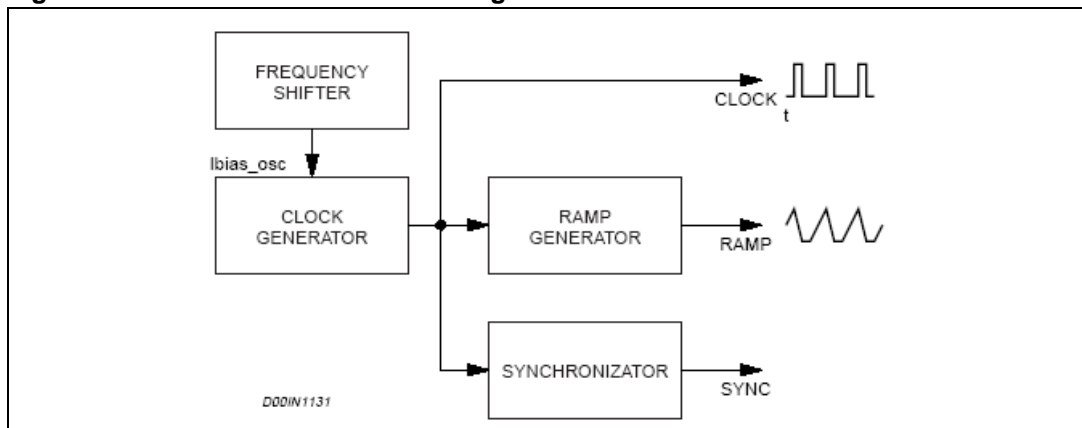 FREQUENCY
SHIFTER
CLOCK
t
Ibias_osc
CLOCK
GENERATOR
RAMP
GENERATOR
RAMP
SYNCHRONIZATOR
SYNC
D00IN1131